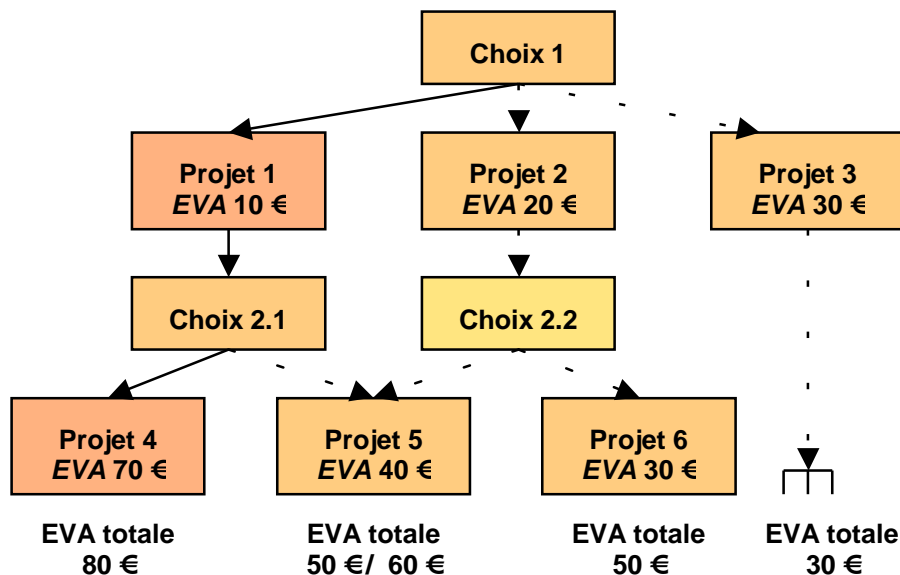 Choix 1
Projet 1
EVA 10 €
Projet 2
EVA 20 €
Projet 3
EVA 30 €
Choix 2.1
Choix 2.2
Projet 4
EVA 70 €
Projet 5
EVA 40 €
Projet 6
EVA 30 €
EVA totale
80 €
EVA totale
50 €/ 60 €
EVA totale
50 €
EVA totale
30 €